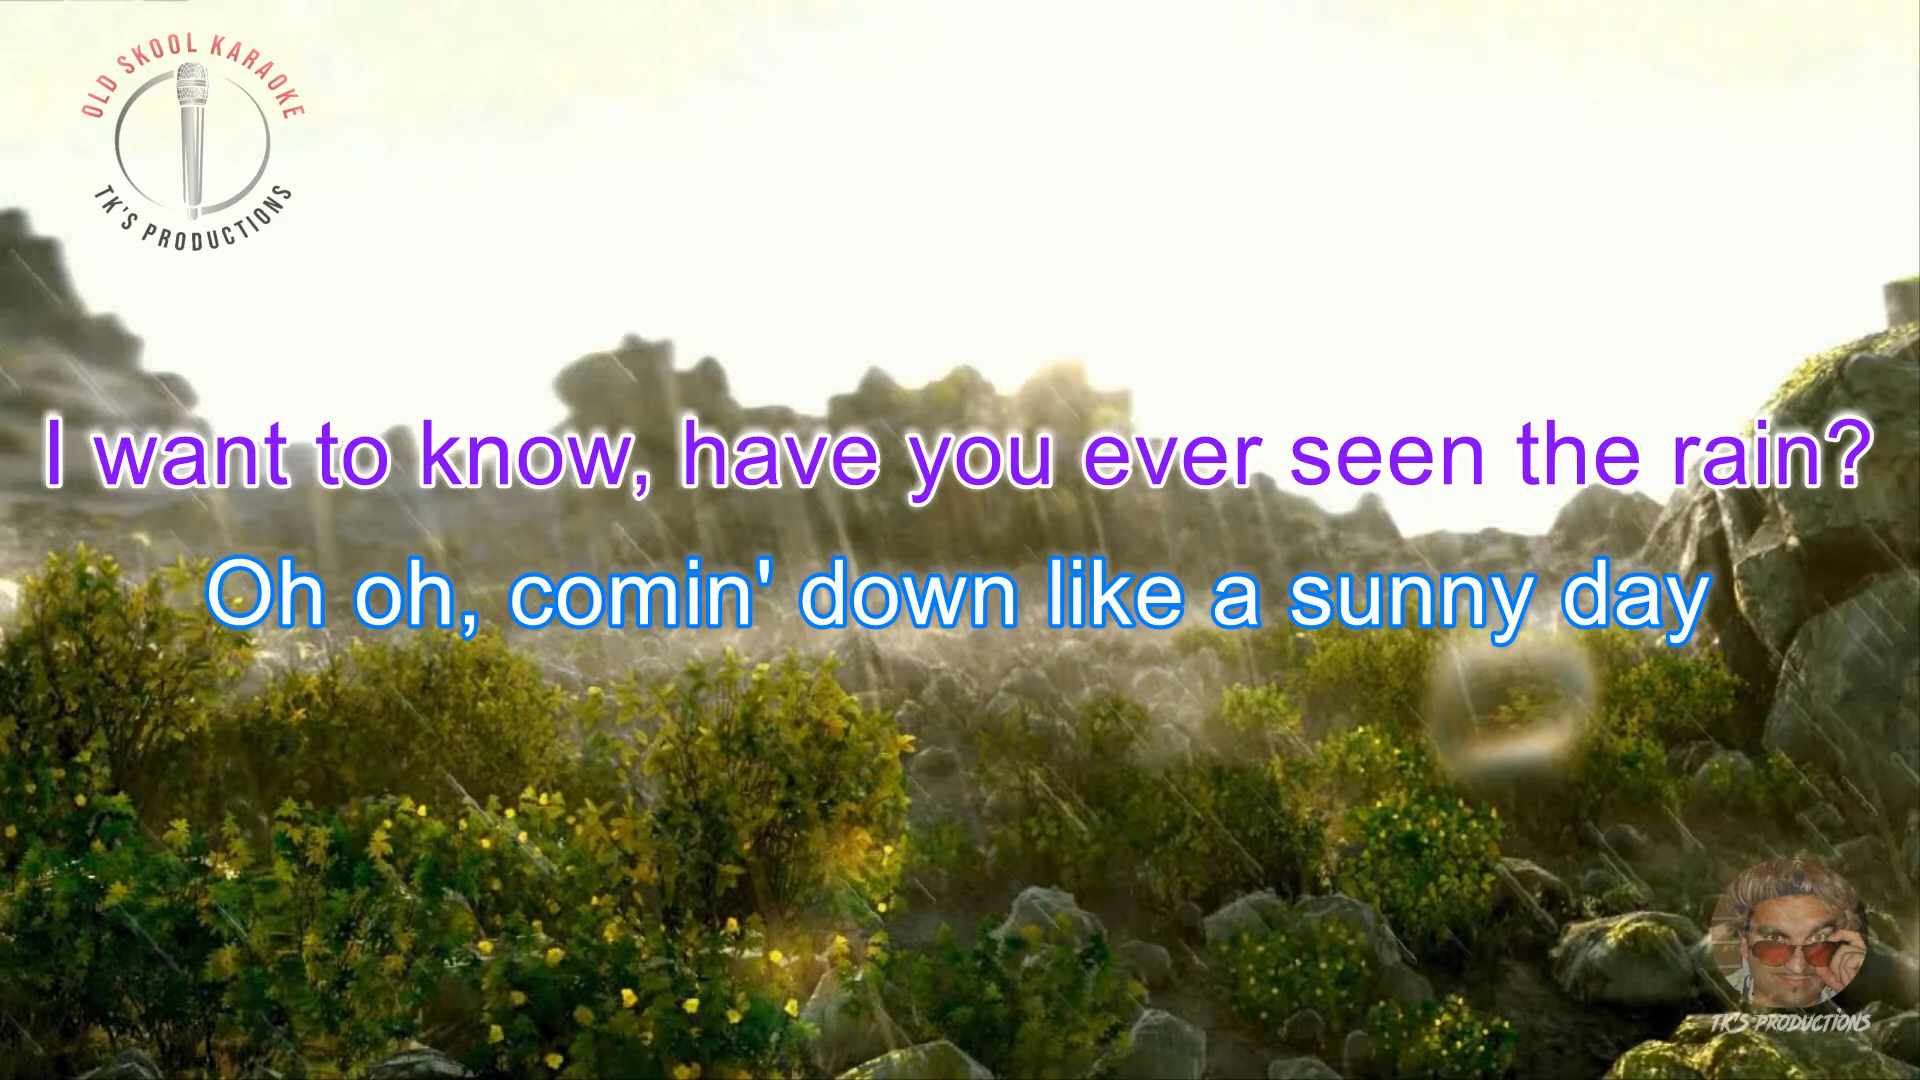 OLD SKOOL KARAOKE
TK'S PRODUCTIONS
I want to know, have you ever seen the rain?
Oh oh, comin' down like a sunny day
TK'S PRODUCTIONS